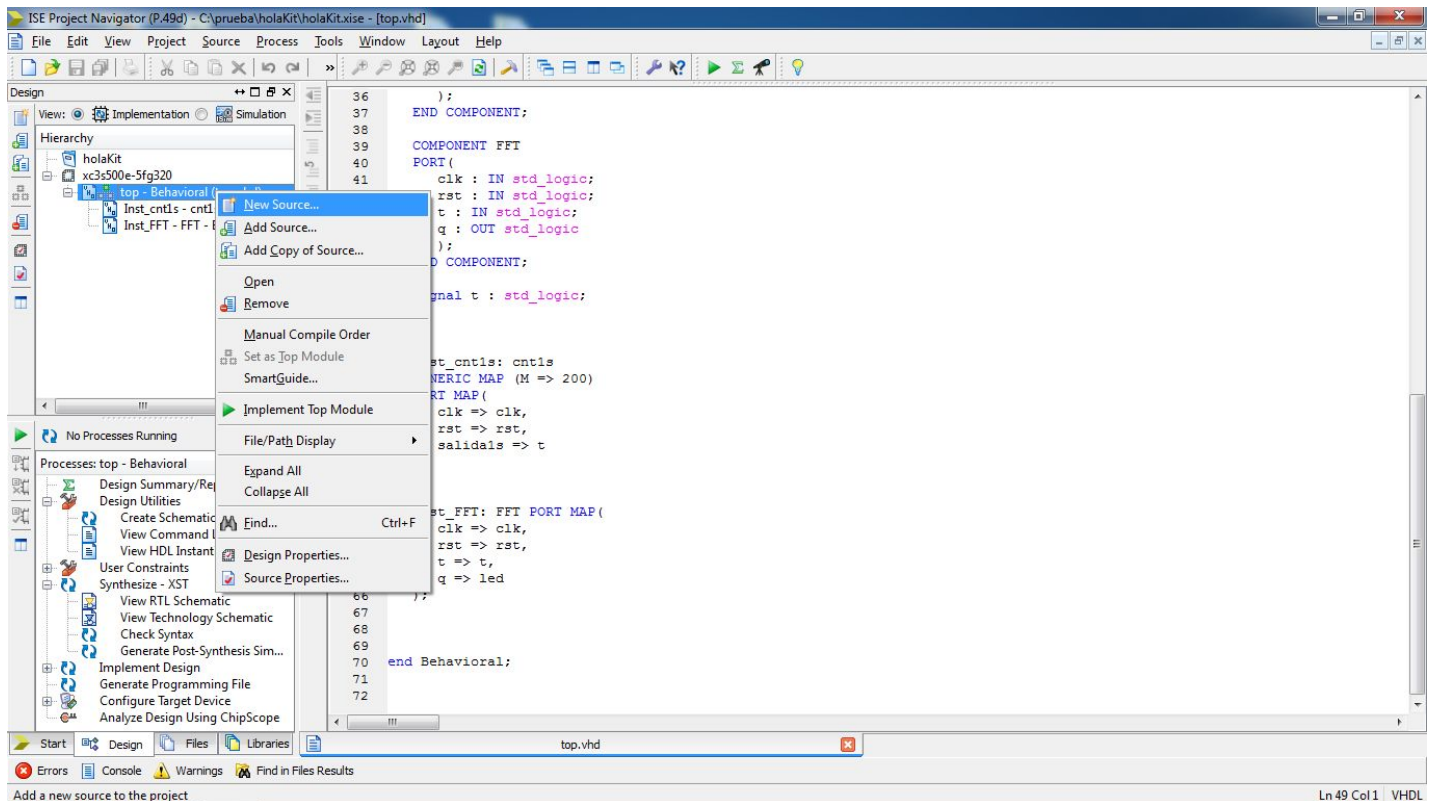 ISE Project Navigator (P.49d) - C:\prueba\holaKit\holaKit.xise - [top.vhd]
File Edit View Project Source Process Tools Window Layout Help
Design
View: Implementation Simulation
Hierarchy
holaKit
xc3s500e-5fg320
top - Behavioral
Inst_cnt1s - cnt1
Inst_FFT - FFT -
New Source...
Add Source...
Add Copy of Source...
Open
Remove
Manual Compile Order
Set as Top Module
SmartGuide...
Implement Top Module
File/Path Display
Expand All
Collapse All
Find... Ctrl+F
Design Properties...
Source Properties...
No Processes Running
Processes: top - Behavioral
Design Summary/Rep
Design Utilities
Create Schematic
View Command L
View HDL Instant
User Constraints
Synthesize - XST
View RTL Schematic
View Technology Schematic
Check Syntax
Generate Post-Synthesis Sim...
Implement Design
Generate Programming File
Configure Target Device
Analyze Design Using ChipScope
36 );
37 END COMPONENT;
38
39 COMPONENT FFT
40 PORT(
41 clk : IN std_logic;
rst : IN std_logic;
t : IN std_logic;
q : OUT std_logic
);
D COMPONENT;
gnal t : std_logic;
st_cnt1s: cnt1s
NERIC MAP (M => 200)
RT MAP(
clk => clk,
rst => rst,
salida1s => t
st_FFT: FFT PORT MAP(
clk => clk,
rst => rst,
t => t,
q => led
66 );
67
68
69
70 end Behavioral;
71
72
Start Design Files Libraries
top.vhd
Errors Console Warnings Find in Files Results
Add a new source to the project
Ln 49 Col 1 VHDL